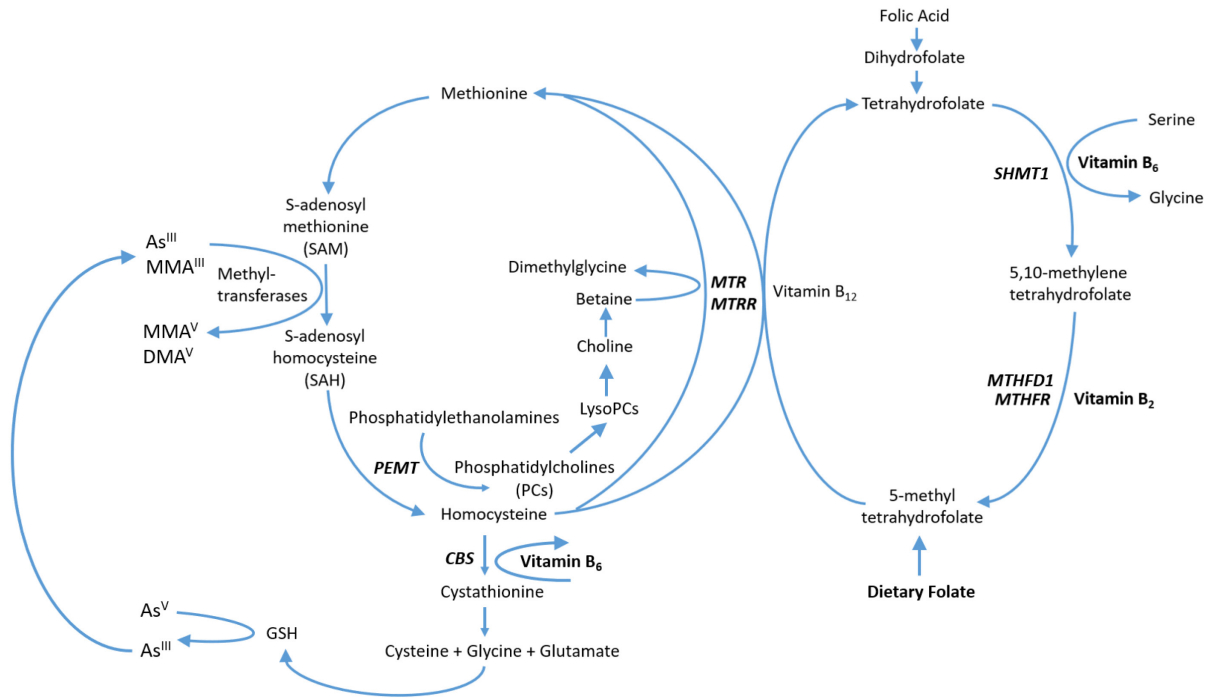 Folic Acid
Dihydrofolate
Tetrahydrofolate
Methionine
Serine
SHMT1
Vitamin B₆
Glycine
S-adenosyl
methionine
(SAM)
Asᴵᴵᴵ
MMAᴵᴵᴵ
Methyl-
transferases
MMAⱽ
DMAⱽ
S-adenosyl
homocysteine
(SAH)
Dimethylglycine
Betaine
Choline
LysoPCs
MTR
MTRR
Vitamin B₁₂
5,10-methylene
tetrahydrofolate
MTHFD1
MTHFR
Vitamin B₂
Phosphatidylethanolamines
PEMT
Phosphatidylcholines
(PCs)
Homocysteine
5-methyl
tetrahydrofolate
Dietary Folate
CBS
Vitamin B₆
Cystathionine
Cysteine + Glycine + Glutamate
GSH
Asⱽ
Asᴵᴵᴵ